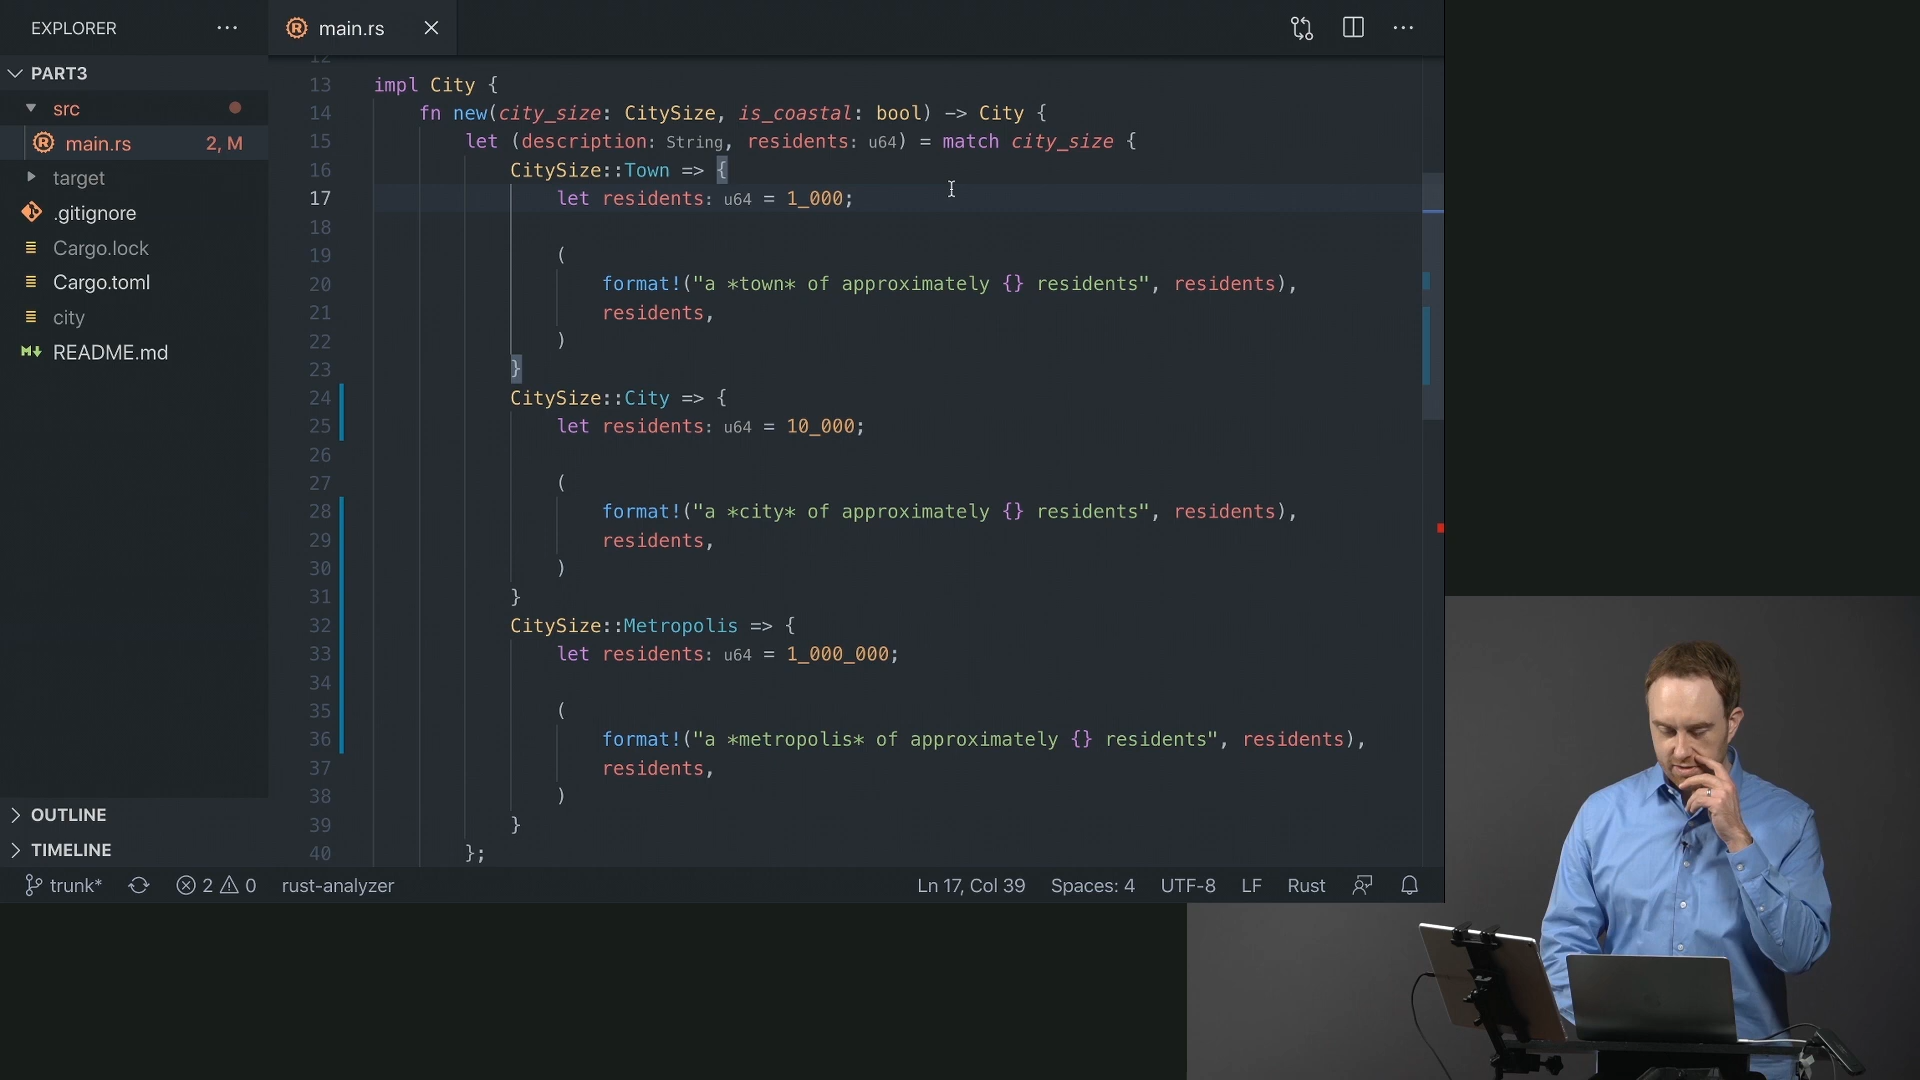 EXPLORER
PART3
src
main.rs 2, M
target
.gitignore
Cargo.lock
Cargo.toml
city
README.md
OUTLINE
TIMELINE
main.rs
12
13 impl City {
14 fn new(city_size: CitySize, is_coastal: bool) -> City {
15 let (description: String, residents: u64) = match city_size {
16 CitySize::Town => {
17 let residents: u64 = 1_000;
18
19 (
20 format!("a *town* of approximately {} residents", residents),
21 residents,
22 )
23 }
24 CitySize::City => {
25 let residents: u64 = 10_000;
26
27 (
28 format!("a *city* of approximately {} residents", residents),
29 residents,
30 )
31 }
32 CitySize::Metropolis => {
33 let residents: u64 = 1_000_000;
34
35 (
36 format!("a *metropolis* of approximately {} residents", residents),
37 residents,
38 )
39 }
40 };
trunk* 2 0 rust-analyzer Ln 17, Col 39 Spaces: 4 UTF-8 LF Rust